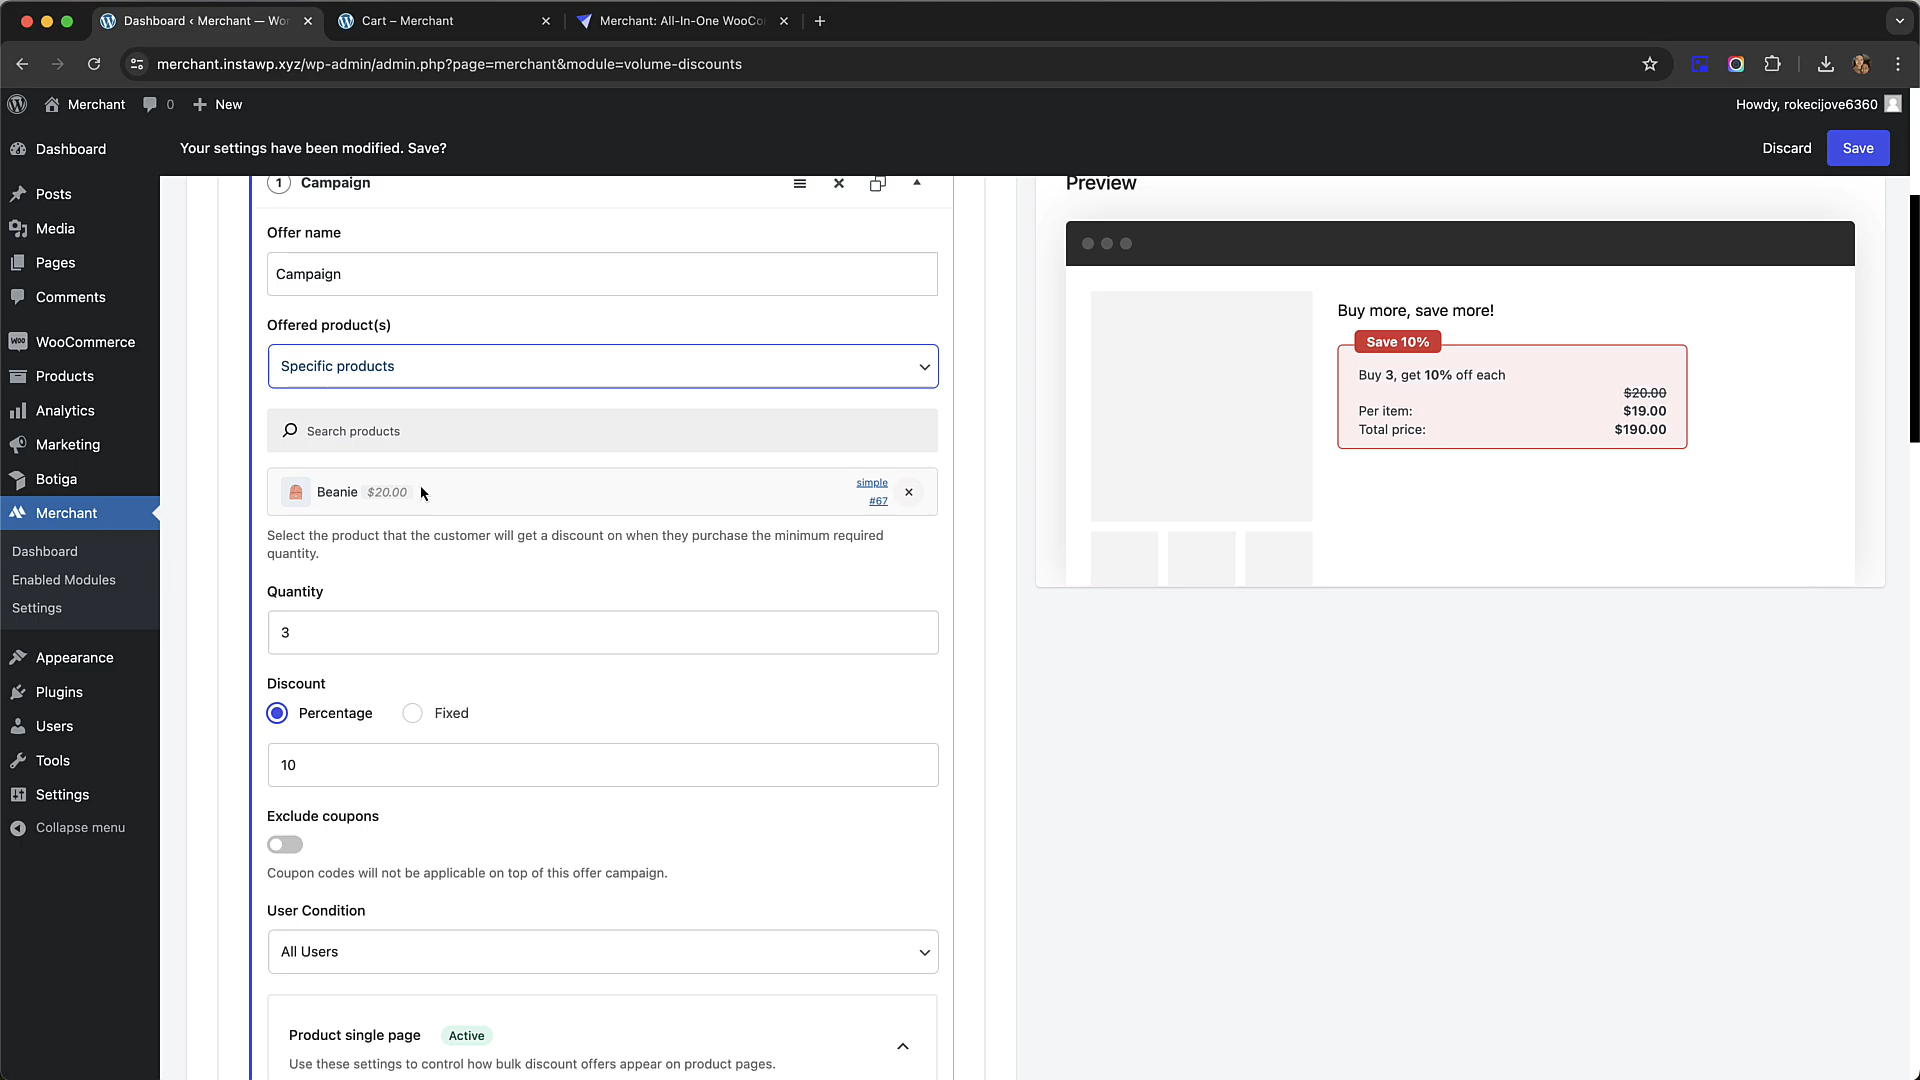 Dashboard ‹ Merchant — Wor
Cart – Merchant
Merchant: All-In-One WooCo
merchant.instawp.xyz/wp-admin/admin.php?page=merchant&module=volume-discounts
Merchant
0
New
Howdy, rokecijove6360
Dashboard
Your settings have been modified. Save?
Discard
Save
Posts
Media
Pages
Comments
WooCommerce
Products
Analytics
Marketing
Botiga
Merchant
Dashboard
Enabled Modules
Settings
Appearance
Plugins
Users
Tools
Settings
Collapse menu
1
Campaign
Offer name
Campaign
Offered product(s)
Specific products
Search products
Beanie $20.00
simple
#67
Select the product that the customer will get a discount on when they purchase the minimum required
quantity.
Quantity
3
Discount
Percentage
Fixed
10
Exclude coupons
Coupon codes will not be applicable on top of this offer campaign.
User Condition
All Users
Product single page
Active
Use these settings to control how bulk discount offers appear on product pages.
Preview
Buy more, save more!
Save 10%
Buy 3, get 10% off each
$20.00
Per item: $19.00
Total price: $190.00